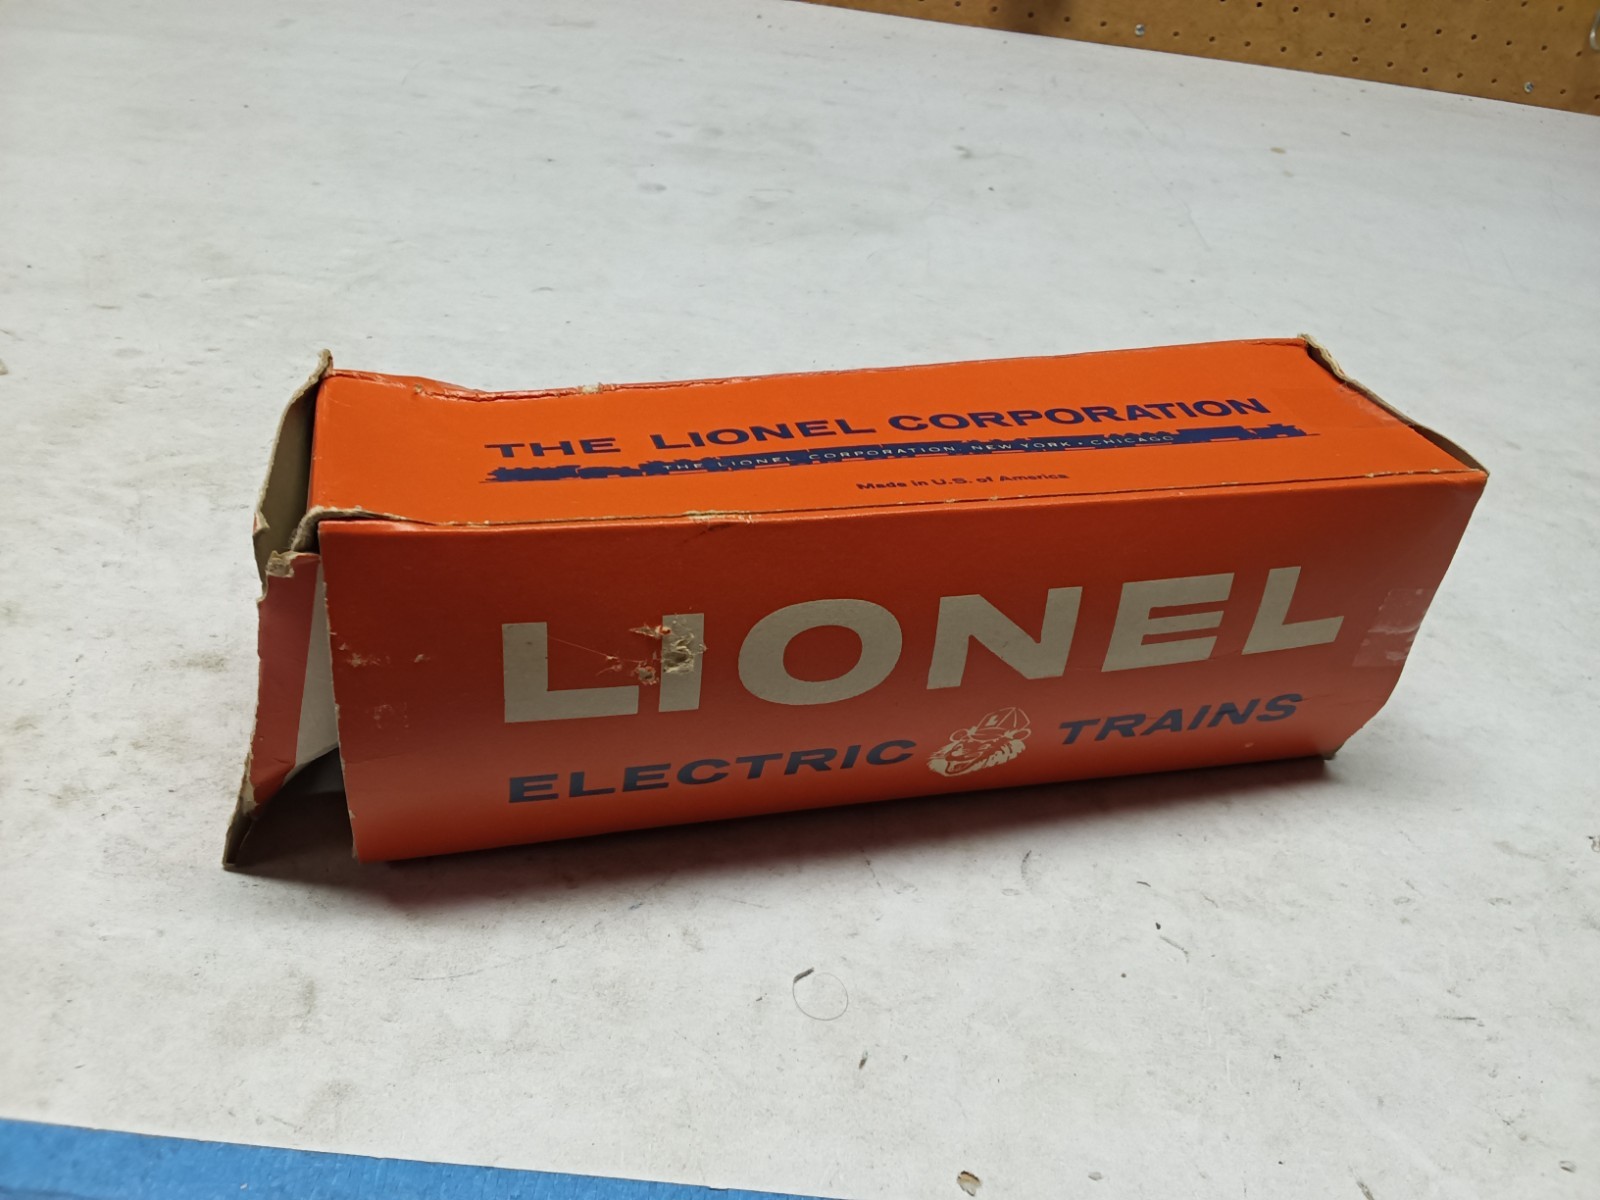 THE LIONEL CORPORATION
THE LIONEL CORPORATION, NEW YORK • CHICAGO
Made in U.S. of America
LIONEL
ELECTRIC TRAINS
L